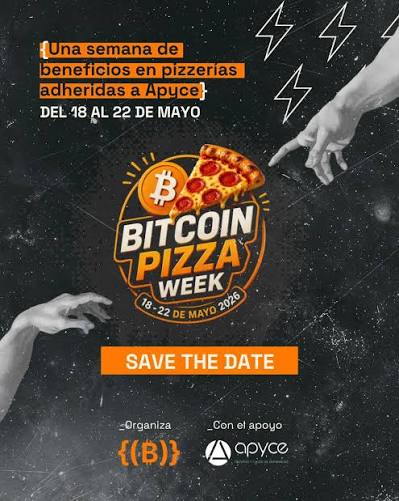 {Una semana de
beneficios en pizzerías
adheridas a Apyce}
DEL 18 AL 22 DE MAYO
BITCOIN
PIZZA
WEEK
18-22 DE MAYO 2026
SAVE THE DATE
_Organiza
{(₿)}
_Con el apoyo
apyce